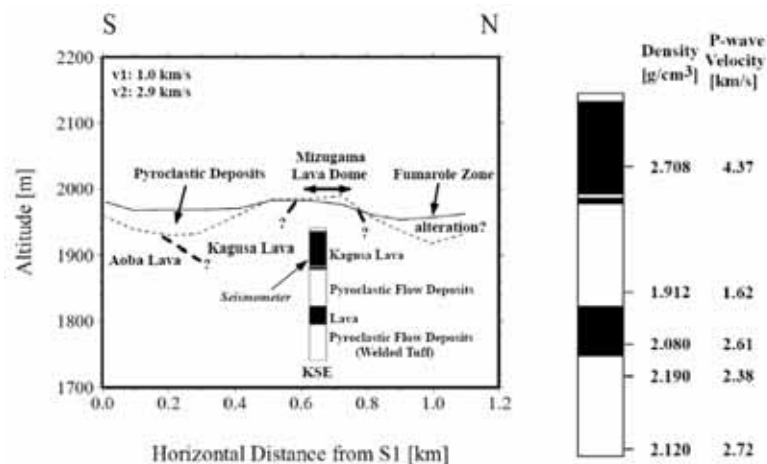 S
N
2200
2100
2000
1900
1800
1700
Altitude [m]
v1: 1.0 km/s
v2: 2.9 km/s
Mizugama
Lava Dome
Pyroclastic Deposits
Fumarole Zone
?
?
alteration?
Kagusa Lava
Aoba Lava
?
Kagusa Lava
Seismometer
Pyroclastic Flow Deposits
Lava
Pyroclastic Flow Deposits
(Welded Tuff)
KSE
0.0 0.2 0.4 0.6 0.8 1.0 1.2
Horizontal Distance from S1 [km]
Density
[g/cm³]
P-wave
Velocity
[km/s]
2.708 4.37
1.912 1.62
2.080 2.61
2.190 2.38
2.120 2.72